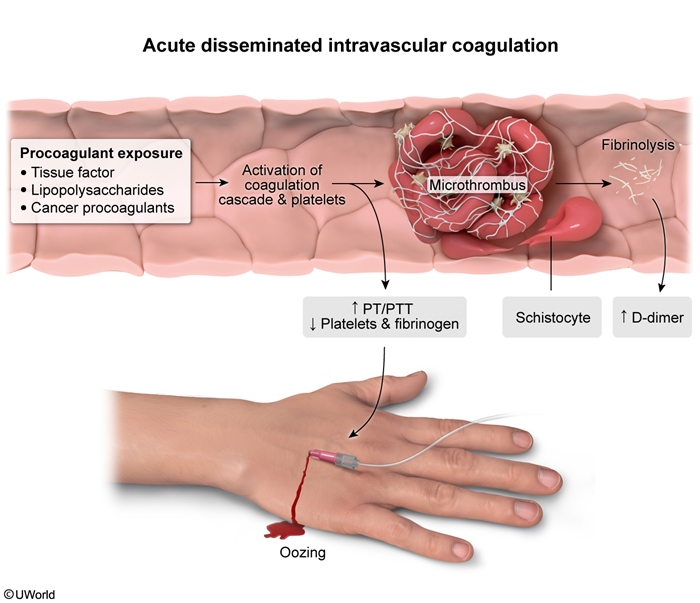 Acute disseminated intravascular coagulation
Procoagulant exposure
• Tissue factor
• Lipopolysaccharides
• Cancer procoagulants
Activation of
coagulation
cascade & platelets
Microthrombus
Fibrinolysis
↑ PT/PTT
↓ Platelets & fibrinogen
Schistocyte
↑ D-dimer
Oozing
©UWorld